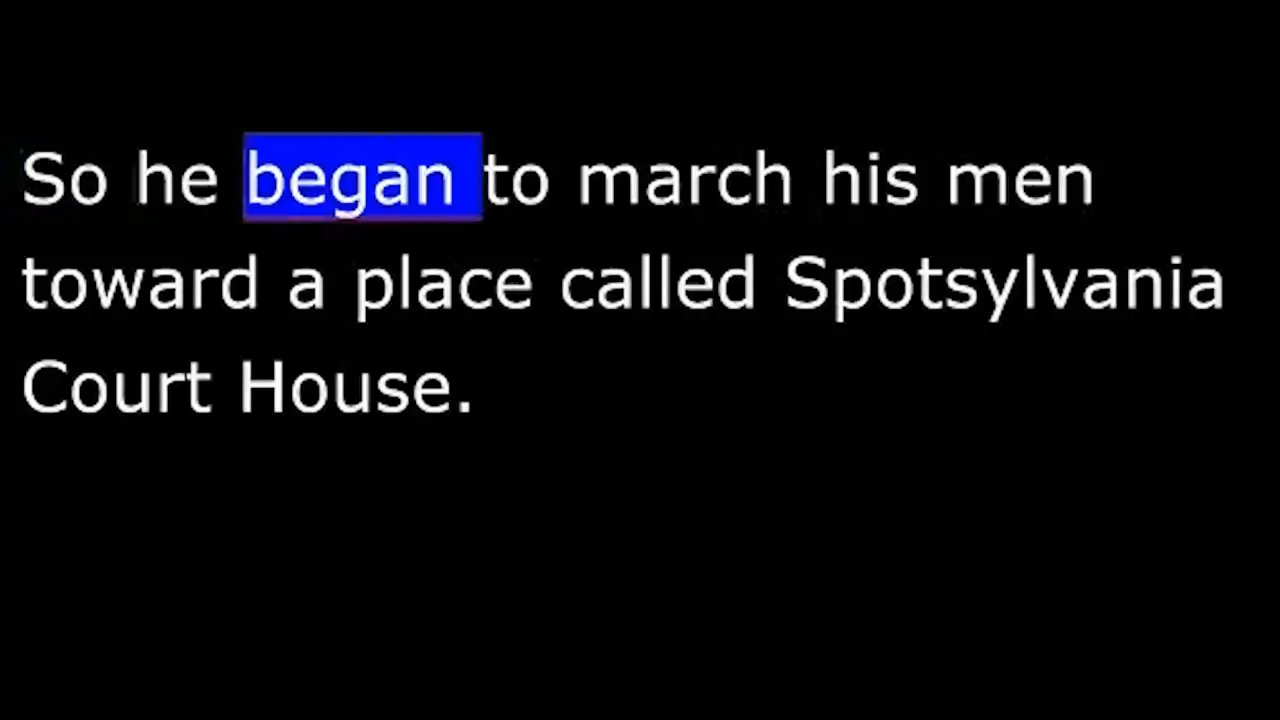 So he began to march his men
toward a place called Spotsylvania
Court House.